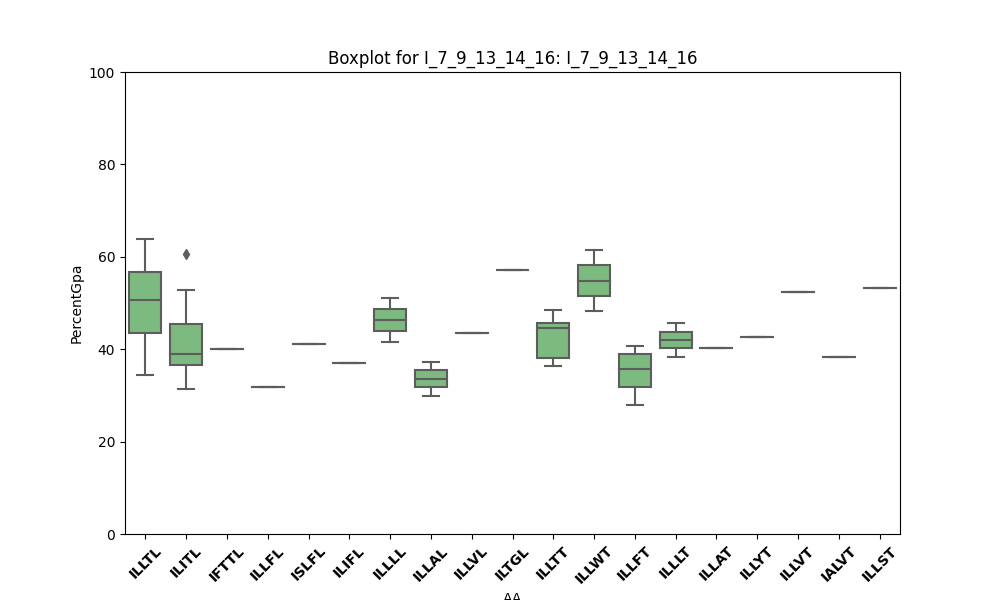 Boxplot for I_7_9_13_14_16: I_7_9_13_14_16
100
80
60
40
20
0
PercentGpa
ILLTL ILITL IFTTL ILLFL ISLFL ILIFL ILLLL ILLAL ILLVL ILTGL ILLTT ILLWT ILLFT ILLLT ILLAT ILLYT ILLVT IALVT ILLST
AA